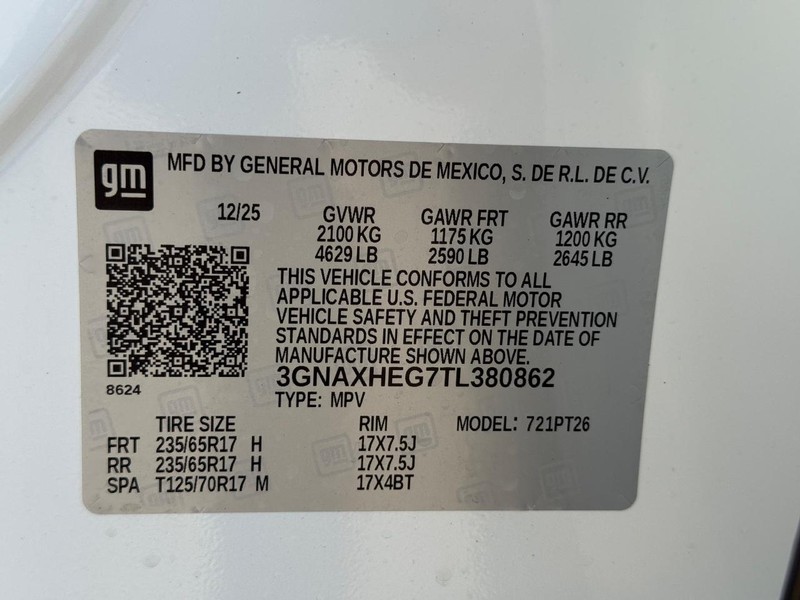 gm MFD BY GENERAL MOTORS DE MEXICO, S. DE R.L. DE C.V.
12/25 GVWR GAWR FRT GAWR RR
2100 KG 1175 KG 1200 KG
4629 LB 2590 LB 2645 LB
THIS VEHICLE CONFORMS TO ALL
APPLICABLE U.S. FEDERAL MOTOR
VEHICLE SAFETY AND THEFT PREVENTION
STANDARDS IN EFFECT ON THE DATE OF
MANUFACTURE SHOWN ABOVE.
3GNAXHEG7TL380862
8624
TYPE: MPV
TIRE SIZE RIM MODEL: 721PT26
FRT 235/65R17 H 17X7.5J
RR 235/65R17 H 17X7.5J
SPA T125/70R17 M 17X4BT